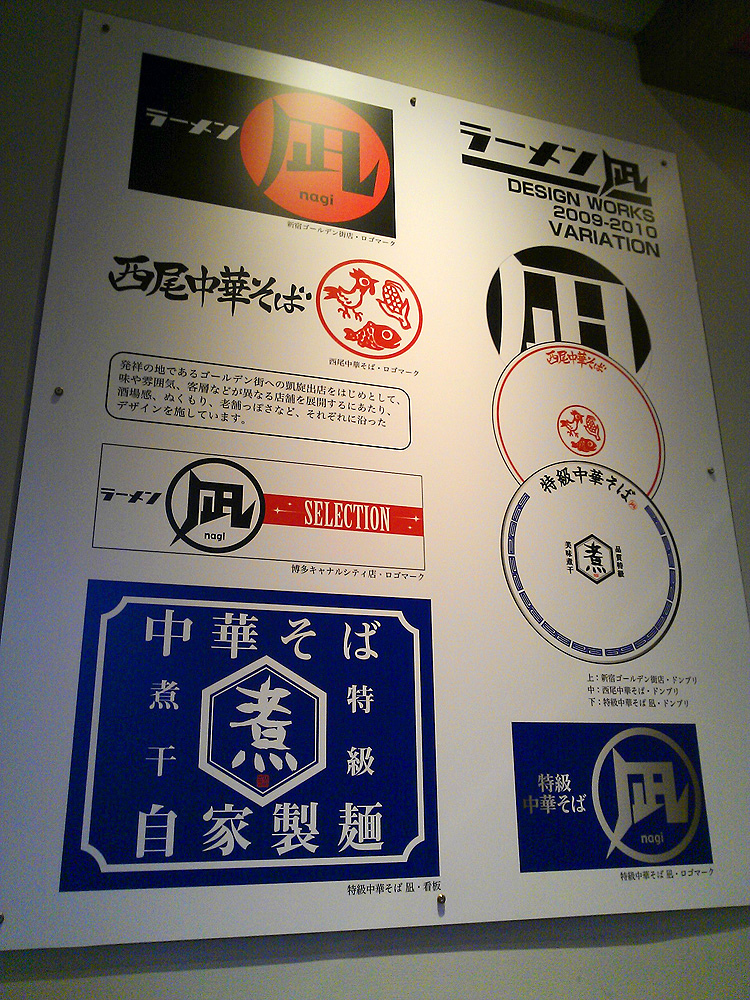 ラーメン
凪
nagi
新宿ゴールデン街店・ロゴマーク
西尾中華そば
西尾中華そば・ロゴマーク
発祥の地であるゴールデン街への凱旋出店をはじめとして、
味や雰囲気、客層などが異なる店舗を展開するにあたり、
酒場感、ぬくもり、老舗っぽさなど、それぞれに沿った
デザインを施しています。
ラーメン
凪
nagi
SELECTION
博多キャナルシティ店・ロゴマーク
中華そば
煮干
煮
特級
自家製麺
特級中華そば 凪・看板
ラーメン凪
DESIGN WORKS
2009-2010
VARIATION
凪
西尾中華そば
特級中華そば
美味煮干
煮
品質特級
上:新宿ゴールデン街店・ドンブリ
中:西尾中華そば・ドンブリ
下:特級中華そば 凪・ドンブリ
特級
中華そば
凪
nagi
特級中華そば 凪・ロゴマーク